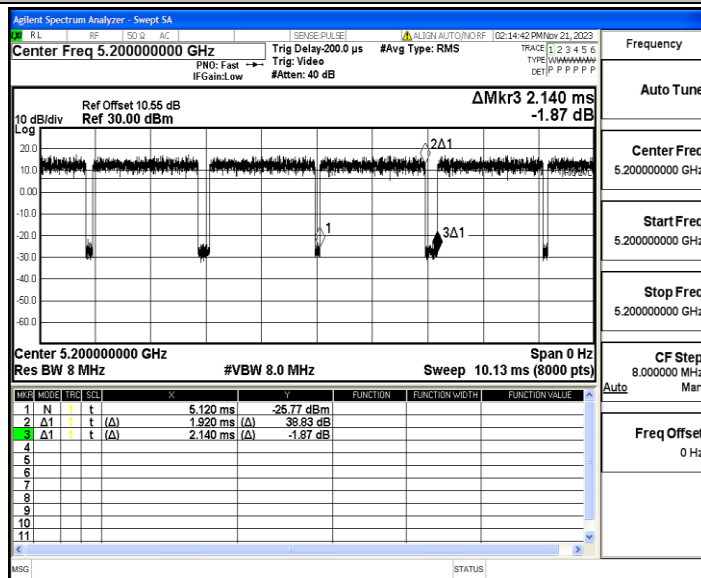 Agilent Spectrum Analyzer - Swept SA
RL RF 50 Ω AC SENSE:PULSE ALIGN AUTO/NO RF 02:14:42 PM Nov 21, 2023
Center Freq 5.200000000 GHz
PNO: Fast
IFGain:Low
Trig Delay-200.0 µs
Trig: Video
#Atten: 40 dB
#Avg Type: RMS
TRACE 1 2 3 4 5 6
TYPE
DET P P P P P P
Frequency
Ref Offset 10.55 dB
10 dB/div Ref 30.00 dBm
Log
ΔMkr3 2.140 ms
-1.87 dB
20.0
10.0
0.00
-10.0
-20.0
-30.0
-40.0
-50.0
-60.0
2Δ1
1
3Δ1
Center 5.200000000 GHz Span 0 Hz
Res BW 8 MHz #VBW 8.0 MHz Sweep 10.13 ms (8000 pts)
MKR MODE TRC SCL X Y FUNCTION FUNCTION WIDTH FUNCTION VALUE
1 N 1 t 5.120 ms -25.77 dBm
2 Δ1 1 t (Δ) 1.920 ms (Δ) 38.83 dB
3 Δ1 1 t (Δ) 2.140 ms (Δ) -1.87 dB
4
5
6
7
8
9
10
11
MSG STATUS
Auto Tune
Center Freq
5.200000000 GHz
Start Freq
5.200000000 GHz
Stop Freq
5.200000000 GHz
CF Step
8.000000 MHz
Auto Man
Freq Offset
0 Hz